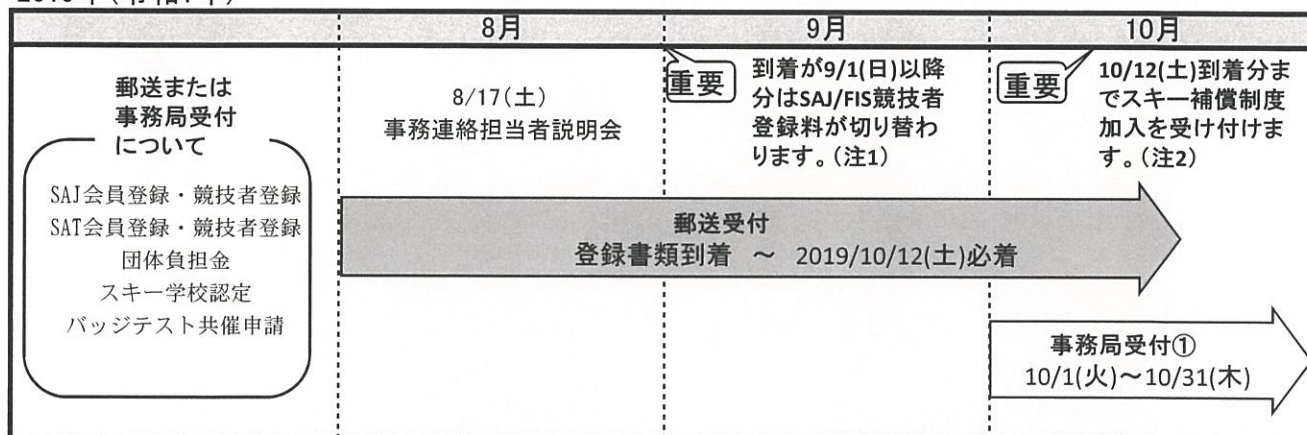 8月
9月
10月
郵送または
事務局受付
について
SAJ会員登録・競技者登録
SAT会員登録・競技者登録
団体負担金
スキー学校認定
バッジテスト共催申請
8/17(土)
事務連絡担当者説明会
重要
到着が9/1(日)以降
分はSAJ/FIS競技者
登録料が切り替わ
ります。(注1)
重要
10/12(土)到着分ま
でスキー補償制度
加入を受け付けま
す。(注2)
郵送受付
登録書類到着 ～ 2019/10/12(土)必着
事務局受付①
10/1(火)～10/31(木)